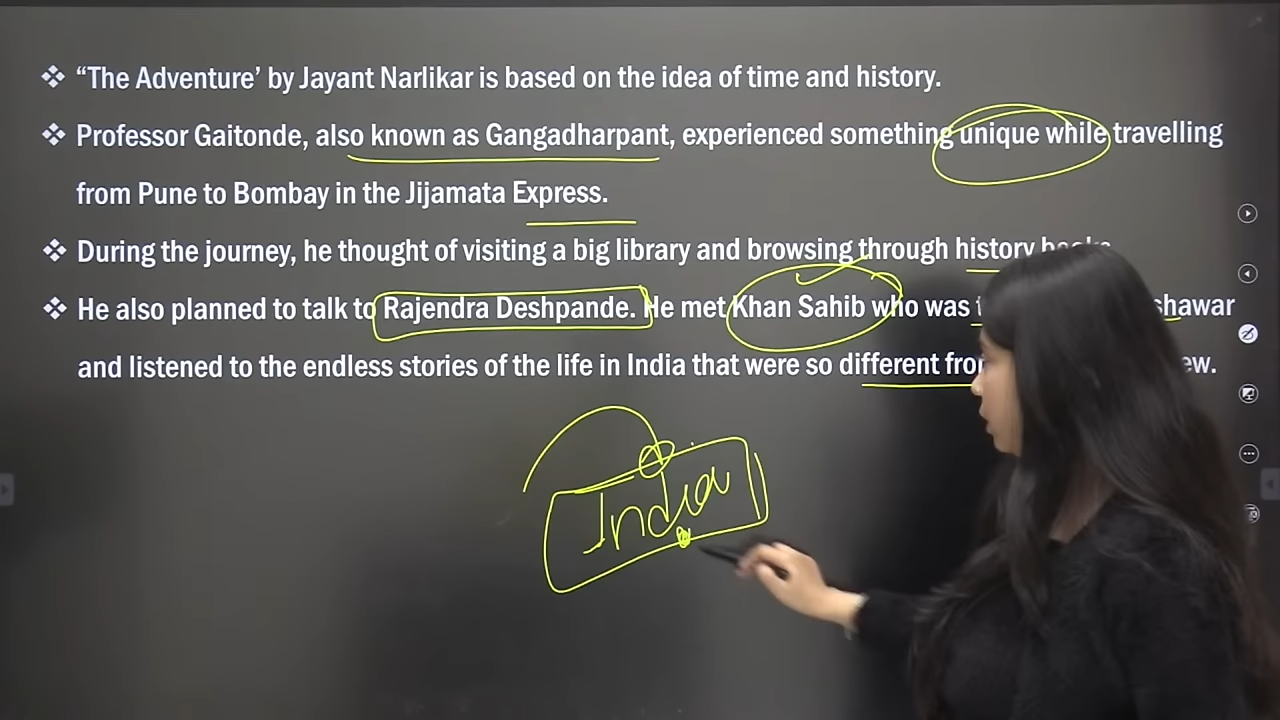 ❖ “The Adventure’ by Jayant Narlikar is based on the idea of time and history.
❖ Professor Gaitonde, also known as Gangadharpant, experienced something unique while travelling
from Pune to Bombay in the Jijamata Express.
❖ During the journey, he thought of visiting a big library and browsing through history
❖ He also planned to talk to Rajendra Deshpande. He met Khan Sahib who was
and listened to the endless stories of the life in India that were so different
India